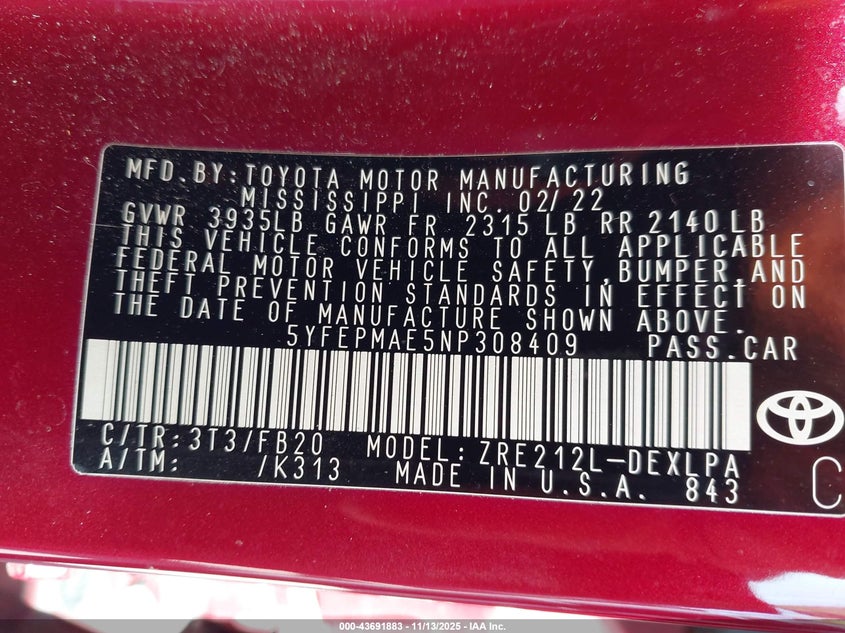 MFD.BY:TOYOTA MOTOR MANUFACTURING
MISSISSIPPI INC. 02/22
GVWR 3935LB GAWR FR 2315 LB RR 2140LB
THIS VEHICLE CONFORMS TO ALL APPLICABLE
FEDERAL MOTOR VEHICLE SAFETY,BUMPER,AND
THEFT PREVENTION STANDARDS IN EFFECT ON
THE DATE OF MANUFACTURE SHOWN ABOVE.
5YFEPMAE5NP308409 PASS.CAR
C/TR:3T3/FB20 MODEL:ZRE212L-DEXLPA
A/TM: /K313 MADE IN U.S.A. 843
C
000-43691883 - 11/13/2025 - IAA Inc.